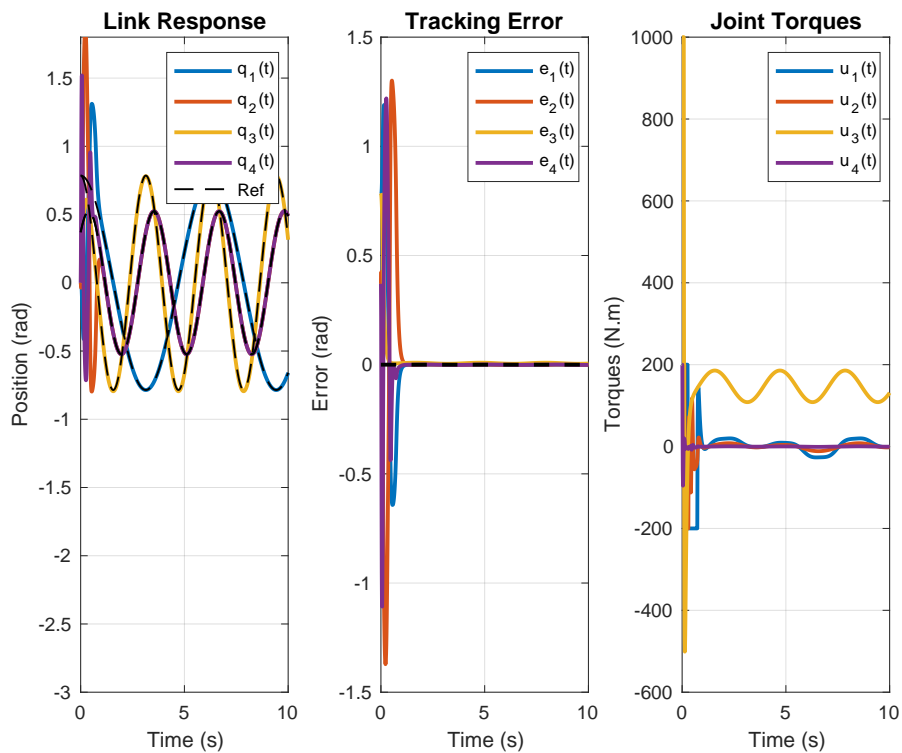 Link Response
Position (rad)
1.5
1
0.5
0
-0.5
-1
-1.5
-2
-2.5
-3
0
5
10
Time (s)
q1(t)
q2(t)
q3(t)
q4(t)
Ref
Tracking Error
Error (rad)
1.5
1
0.5
0
-0.5
-1
-1.5
0
5
10
Time (s)
e1(t)
e2(t)
e3(t)
e4(t)
Joint Torques
Torques (N.m)
1000
800
600
400
200
0
-200
-400
-600
0
5
10
Time (s)
u1(t)
u2(t)
u3(t)
u4(t)